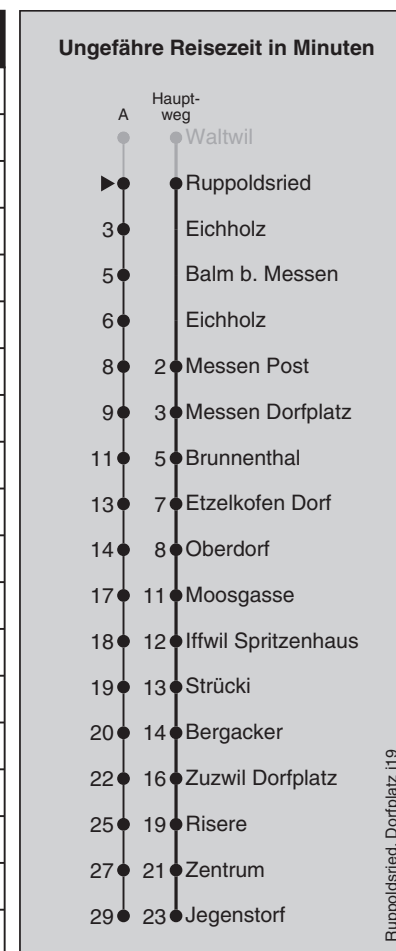 Ungefähre Reisezeit in Minuten
A Haupt-
weg
Waltwil
Ruppoldsried
3 Eichholz
5 Balm b. Messen
6 Eichholz
8 2 Messen Post
9 3 Messen Dorfplatz
11 5 Brunnenthal
13 7 Etzelkofen Dorf
14 8 Oberdorf
17 11 Moosgasse
18 12 Iffwil Spritzenhaus
19 13 Strücki
20 14 Bergacker
22 16 Zuzwil Dorfplatz
25 19 Risere
27 21 Zentrum
29 23 Jegenstorf
Ruppoldsried, Dorfplatz j19